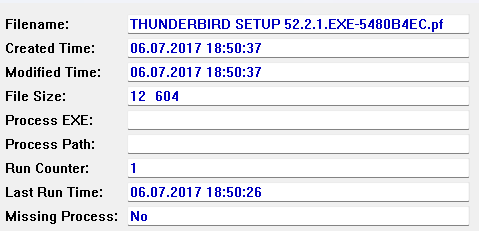 Filename: THUNDERBIRD SETUP 52.2.1.EXE-5480B4EC.pf
Created Time: 06.07.2017 18:50:37
Modified Time: 06.07.2017 18:50:37
File Size: 12 604
Process EXE:
Process Path:
Run Counter: 1
Last Run Time: 06.07.2017 18:50:26
Missing Process: No